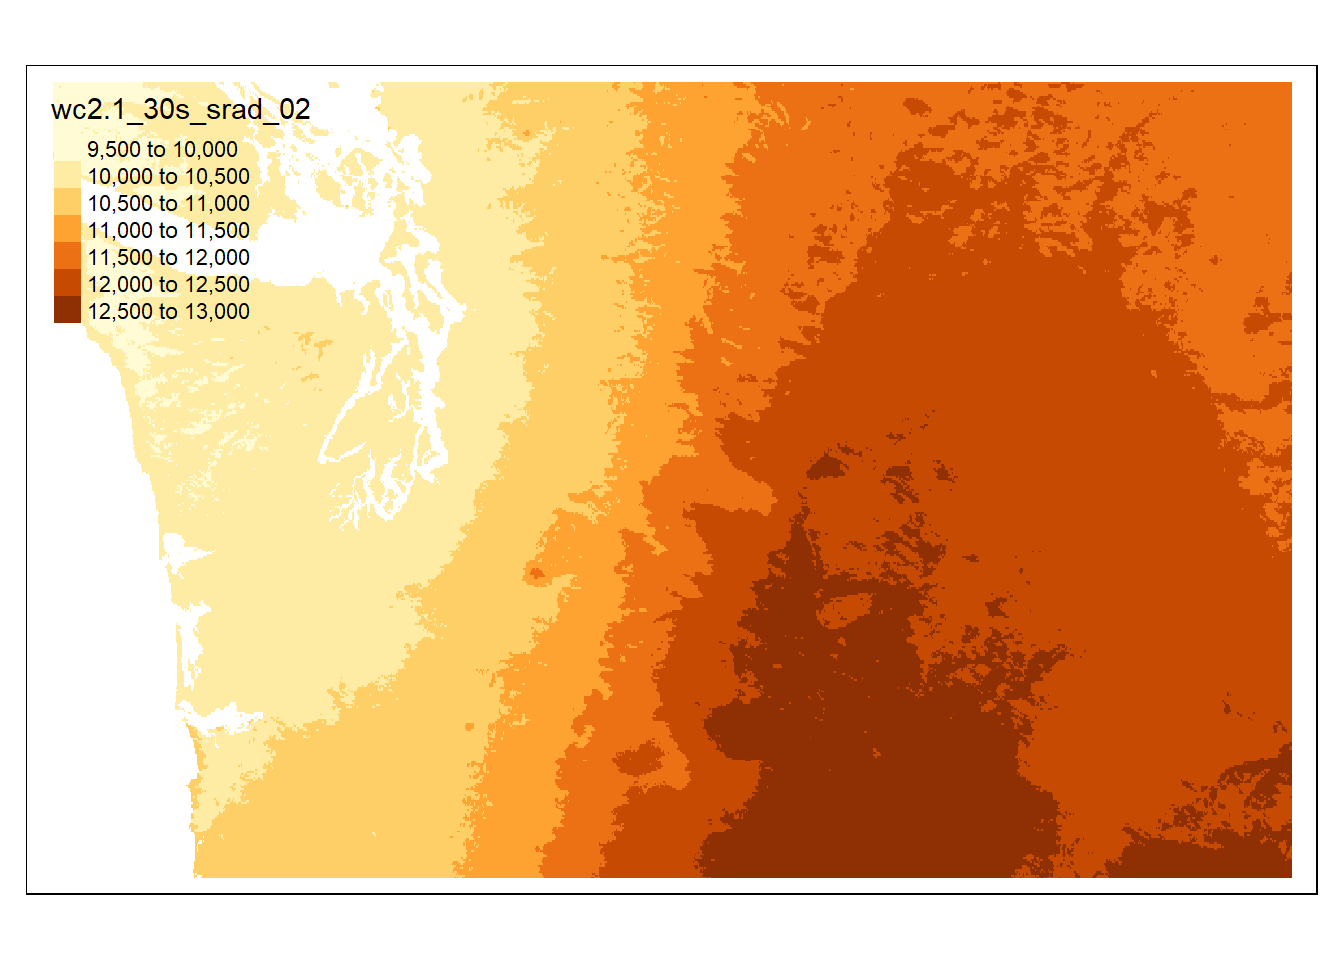 wc2.1_30s_srad_02
9,500 to 10,000
10,000 to 10,500
10,500 to 11,000
11,000 to 11,500
11,500 to 12,000
12,000 to 12,500
12,500 to 13,000